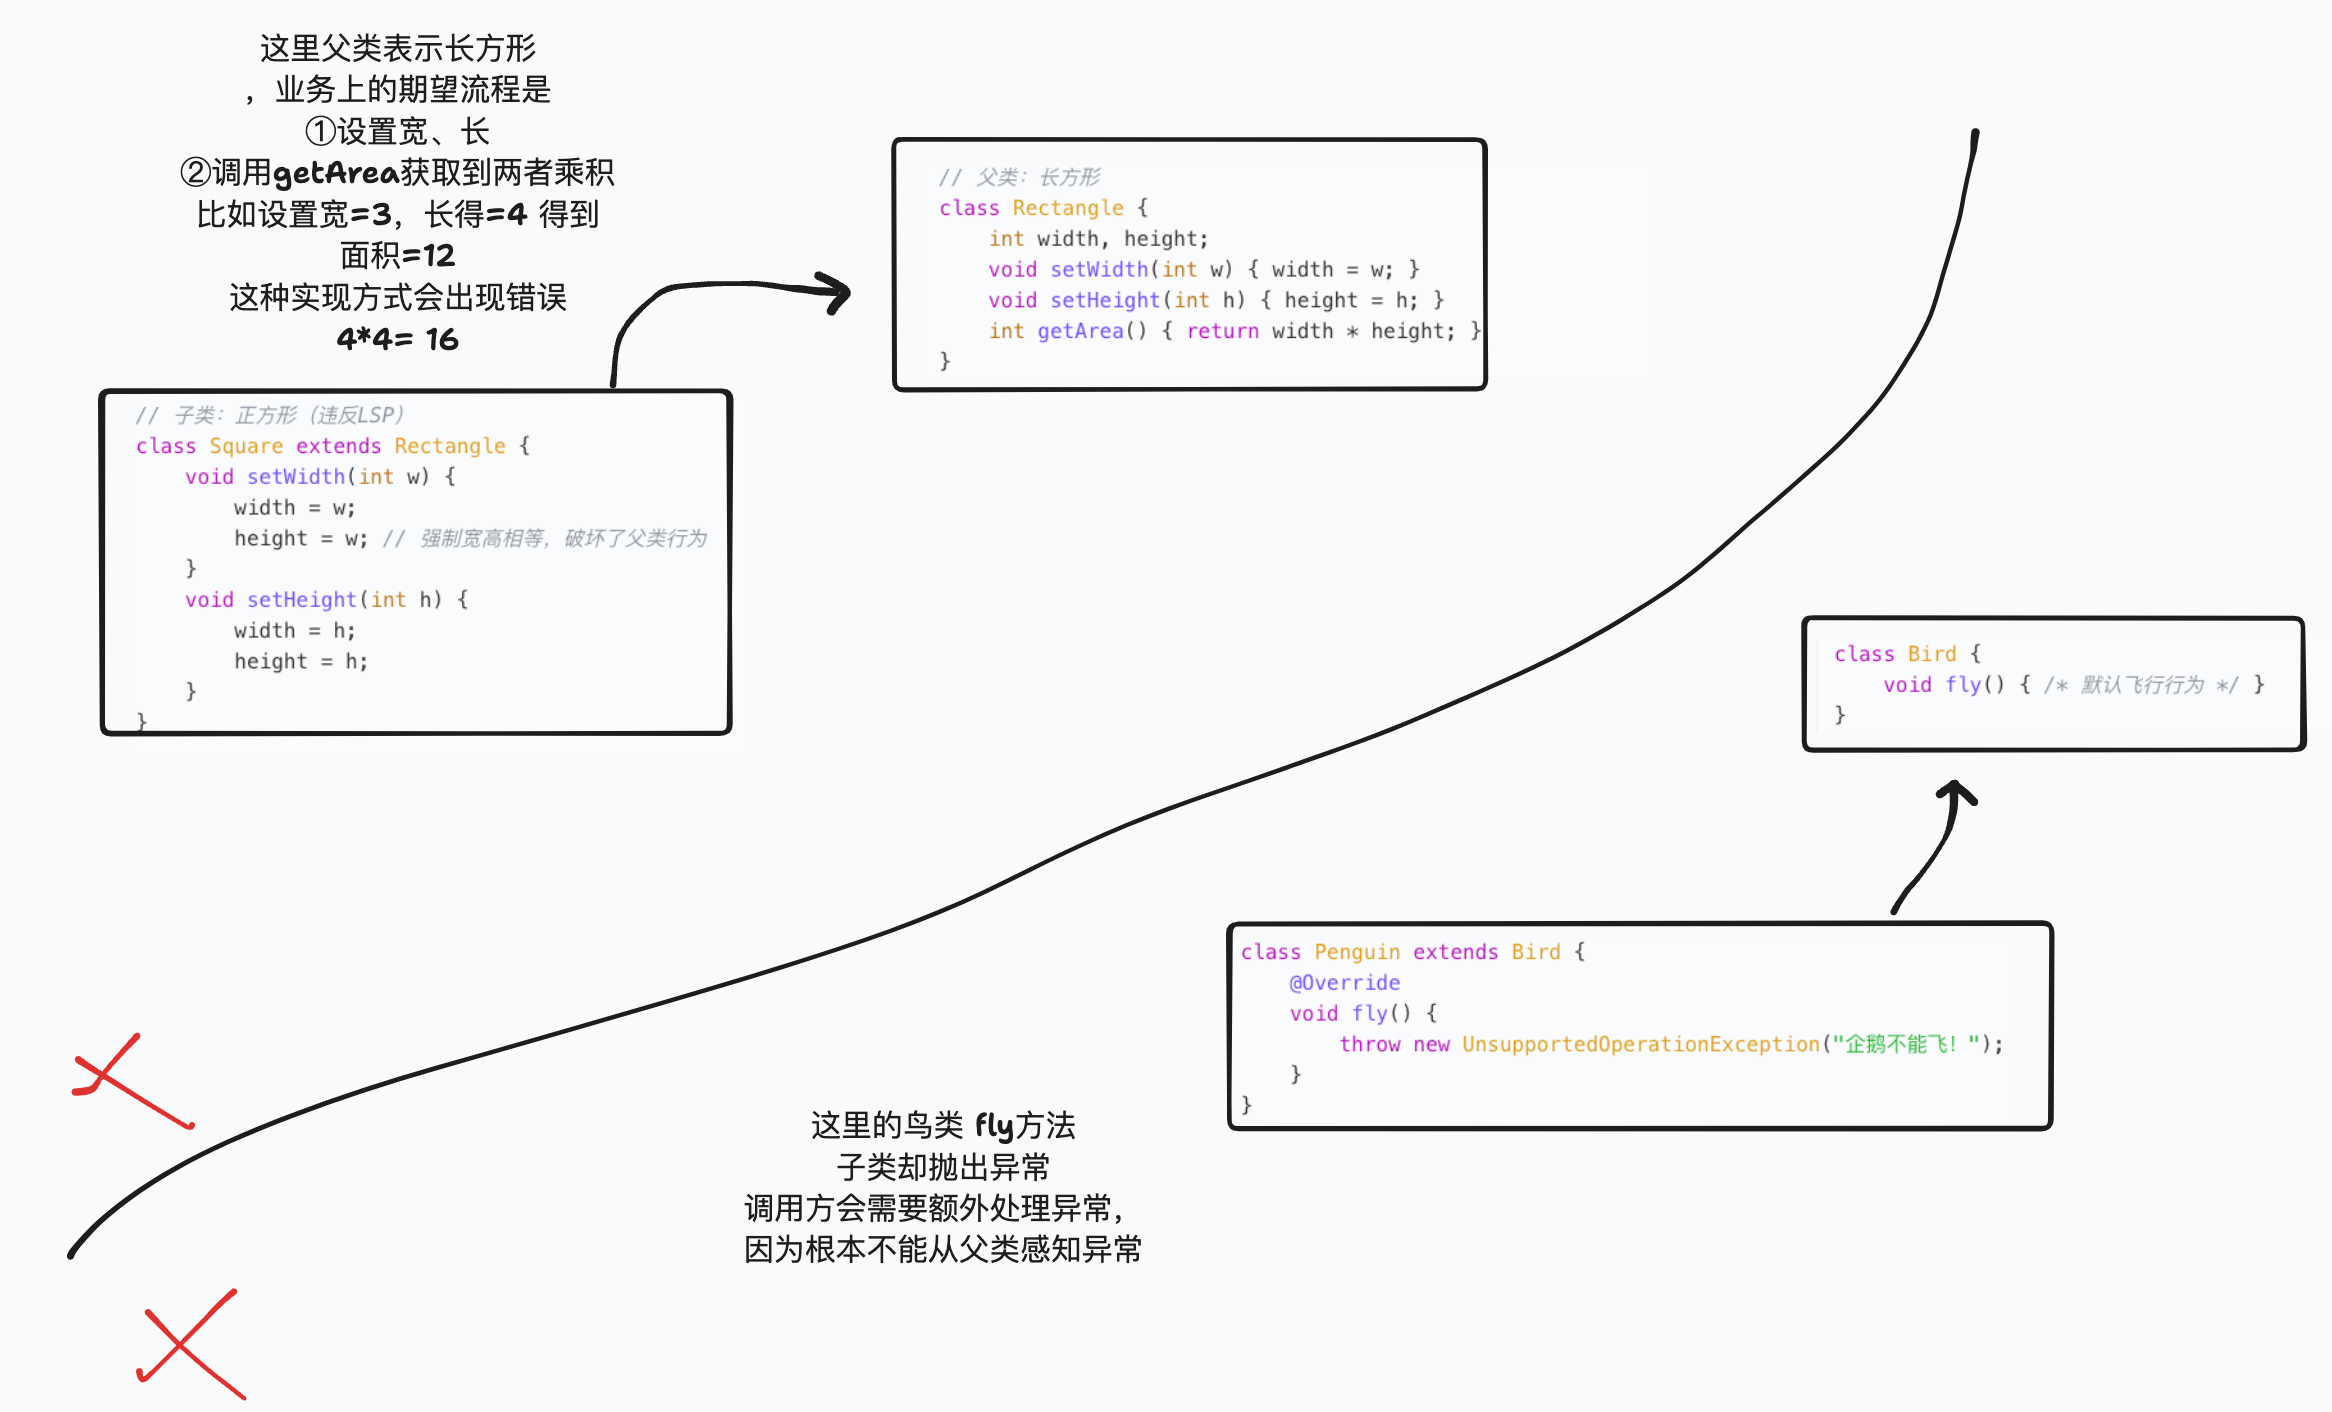 这里父类表示长方形
，业务上的期望流程是
①设置宽、长
②调用getArea获取到两者乘积
比如设置宽=3，长得=4 得到
面积=12
这种实现方式会出现错误
4*4= 16
// 父类：长方形
class Rectangle {
    int width, height;
    void setWidth(int w) { width = w; }
    void setHeight(int h) { height = h; }
    int getArea() { return width * height; }
}
// 子类：正方形（违反LSP）
class Square extends Rectangle {
    void setWidth(int w) {
        width = w;
        height = w; // 强制宽高相等，破坏了父类行为
    }
    void setHeight(int h) {
        width = h;
        height = h;
    }
}
class Bird {
    void fly() { /* 默认飞行行为 */ }
}
class Penguin extends Bird {
    @Override
    void fly() {
        throw new UnsupportedOperationException("企鹅不能飞！");
    }
}
这里的鸟类 fly方法
子类却抛出异常
调用方会需要额外处理异常，
因为根本不能从父类感知异常